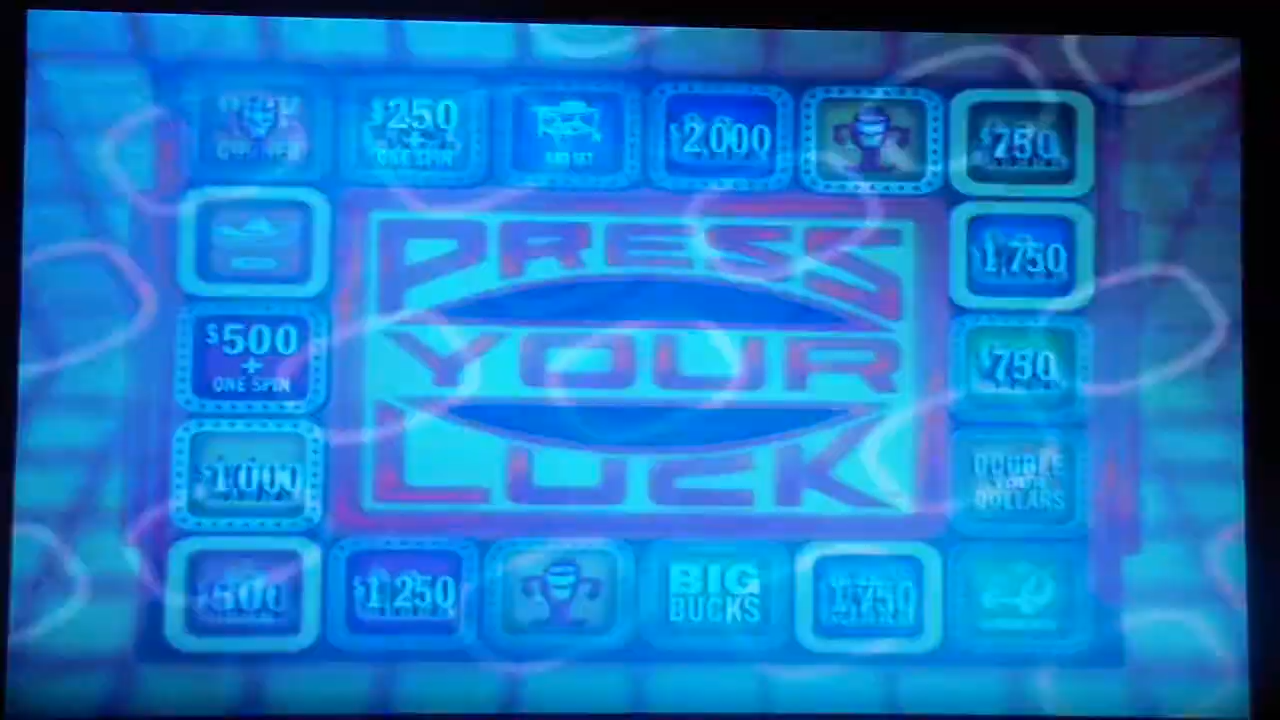 $250
+
ONE SPIN
$2,000
$750
PRESS
YOUR
LUCK
$1,750
$500
+
ONE SPIN
$750
$1,000
DOUBLE
YOUR
DOLLARS
$500
$1,250
BIG
BUCKS
$1,750